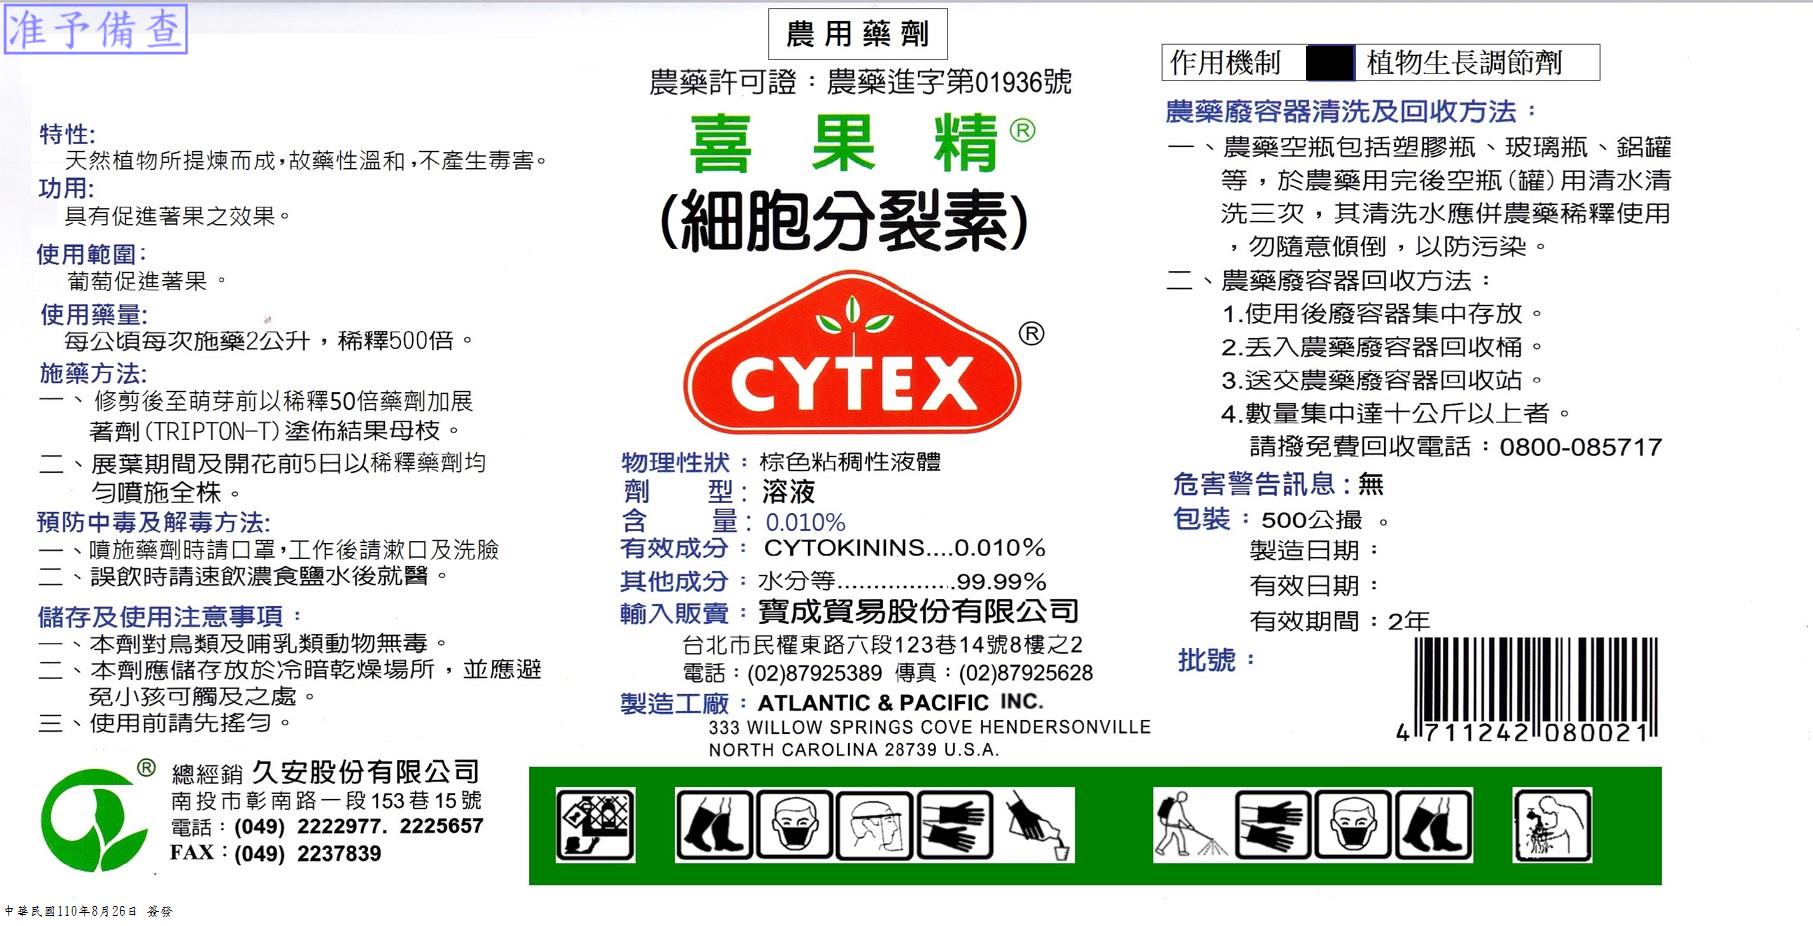 准予備查
特性:
天然植物所提煉而成,故藥性溫和,不產生毒害。
功用:
具有促進著果之效果。
使用範圍:
葡萄促進著果。
使用藥量:
每公頃每次施藥2公升，稀釋500倍。
施藥方法:
一、修剪後至萌芽前以稀釋50倍藥劑加展
著劑(TRIPTON-T)塗佈結果母枝。
二、展葉期間及開花前5日以稀釋藥劑均
勻噴施全株。
預防中毒及解毒方法:
一、噴施藥劑時請口罩,工作後請漱口及洗臉
二、誤飲時請速飲濃食鹽水後就醫。
儲存及使用注意事項：
一、本劑對鳥類及哺乳類動物無毒。
二、本劑應儲存放於冷暗乾燥場所，並應避
免小孩可觸及之處。
三、使用前請先搖勻。
®
總經銷 久安股份有限公司
南投市彰南路一段153巷15號
電話：(049) 2222977. 2225657
FAX：(049) 2237839
農用藥劑
農藥許可證：農藥進字第01936號
喜果精®
(細胞分裂素)
CYTEX ®
物理性狀：棕色粘稠性液體
劑型：溶液
含量：0.010%
有效成分：CYTOKININS....0.010%
其他成分：水分等.................99.99%
輸入販賣：寶成貿易股份有限公司
台北市民權東路六段123巷14號8樓之2
電話：(02)87925389 傳真：(02)87925628
製造工廠：ATLANTIC & PACIFIC INC.
333 WILLOW SPRINGS COVE HENDERSONVILLE
NORTH CAROLINA 28739 U.S.A.
作用機制 植物生長調節劑
農藥廢容器清洗及回收方法：
一、農藥空瓶包括塑膠瓶、玻璃瓶、鋁罐
等，於農藥用完後空瓶(罐)用清水清
洗三次，其清洗水應併農藥稀釋使用
，勿隨意傾倒，以防污染。
二、農藥廢容器回收方法：
1.使用後廢容器集中存放。
2.丟入農藥廢容器回收桶。
3.送交農藥廢容器回收站。
4.數量集中達十公斤以上者。
請撥免費回收電話：0800-085717
危害警告訊息:無
包裝：500公撮。
製造日期：
有效日期：
有效期間：2年
批號：
4 711242 080021
中華民國110年8月26日 簽發